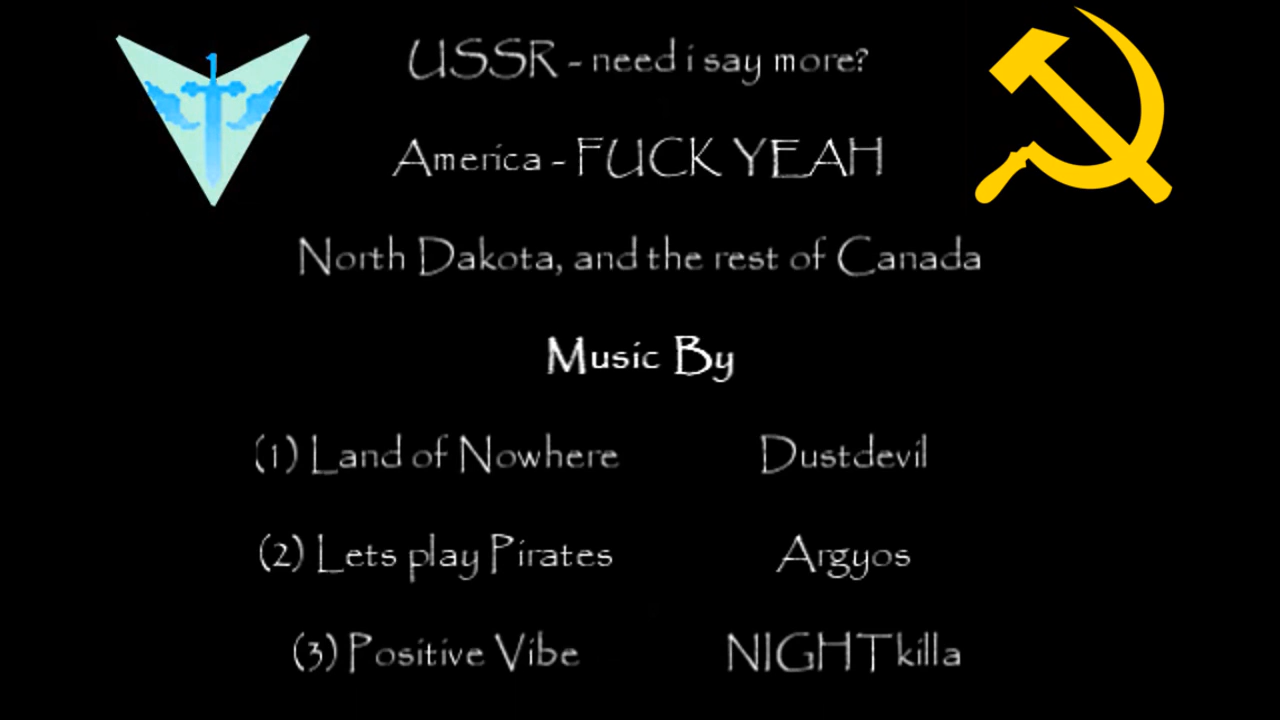 USSR - need i say more?
America - FUCK YEAH
North Dakota, and the rest of Canada
Music By
(1) Land of Nowhere Dustdevil
(2) Lets play Pirates Argyos
(3) Positive Vibe NIGHTkilla